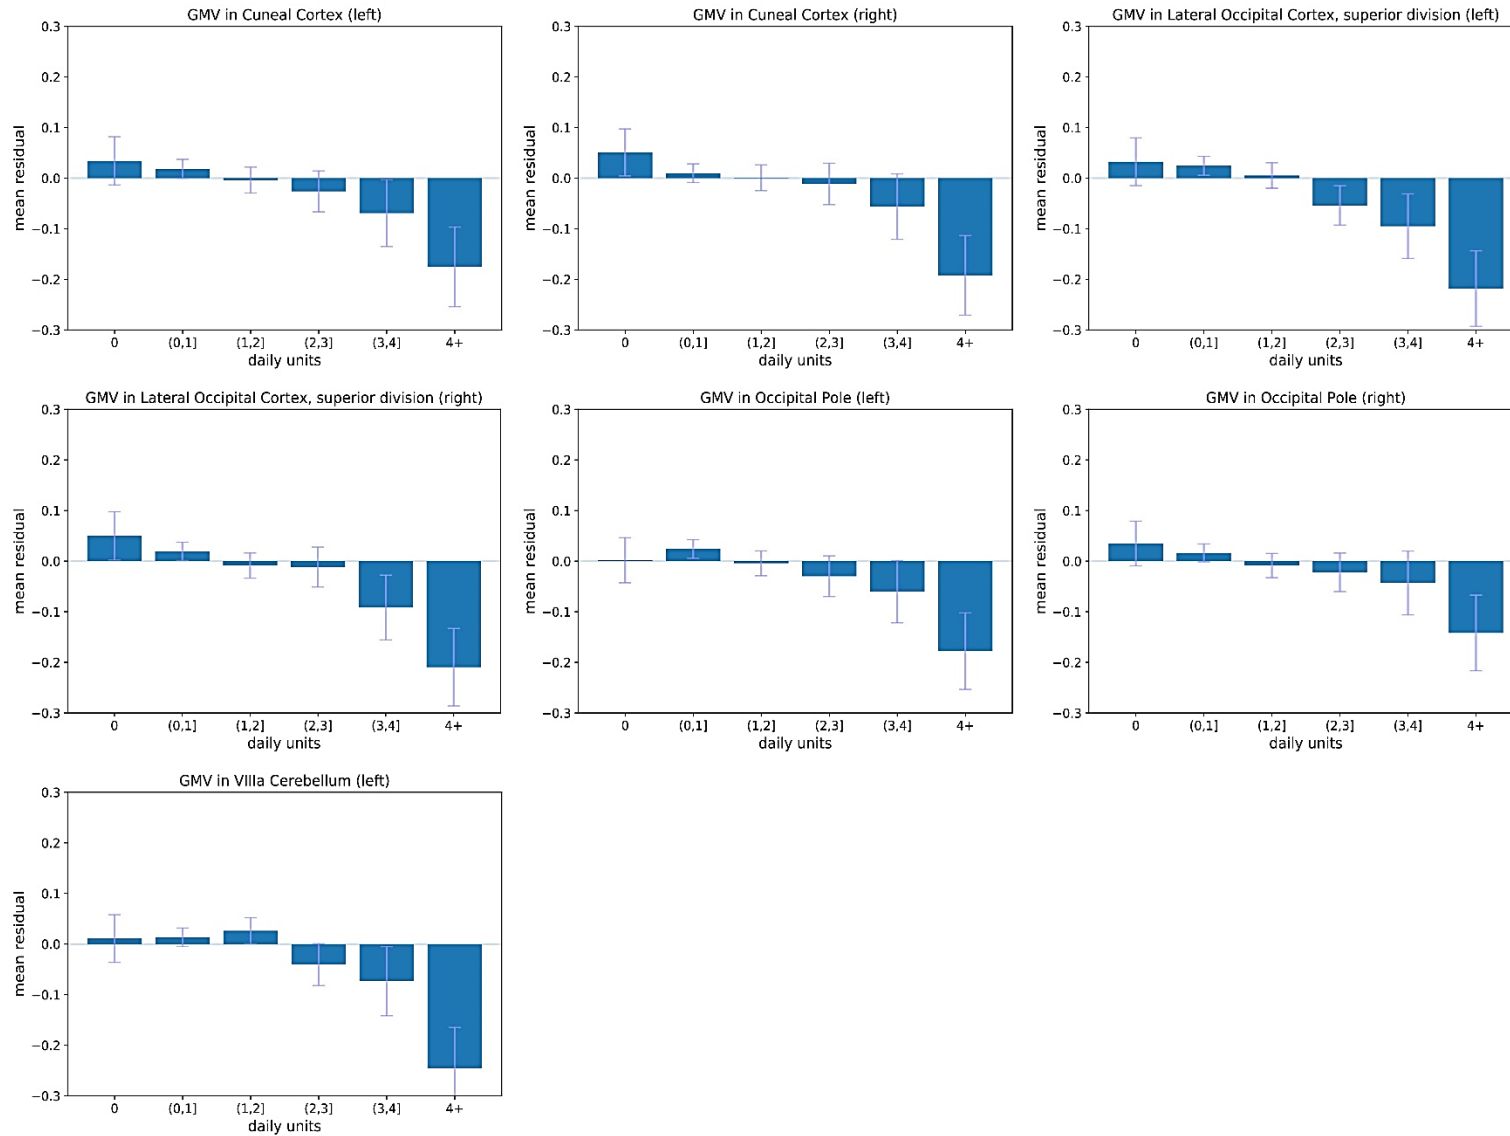 GMV in Cuneal Cortex (left)
0.3
0.2
0.1
0.0
−0.1
−0.2
−0.3
mean residual
0 (0,1] (1,2] (2,3] (3,4] 4+
daily units
GMV in Cuneal Cortex (right)
0.3
0.2
0.1
0.0
−0.1
−0.2
−0.3
mean residual
0 (0,1] (1,2] (2,3] (3,4] 4+
daily units
GMV in Lateral Occipital Cortex, superior division (left)
0.3
0.2
0.1
0.0
−0.1
−0.2
−0.3
mean residual
0 (0,1] (1,2] (2,3] (3,4] 4+
daily units
GMV in Lateral Occipital Cortex, superior division (right)
0.3
0.2
0.1
0.0
−0.1
−0.2
−0.3
mean residual
0 (0,1] (1,2] (2,3] (3,4] 4+
daily units
GMV in Occipital Pole (left)
0.3
0.2
0.1
0.0
−0.1
−0.2
−0.3
mean residual
0 (0,1] (1,2] (2,3] (3,4] 4+
daily units
GMV in Occipital Pole (right)
0.3
0.2
0.1
0.0
−0.1
−0.2
−0.3
mean residual
0 (0,1] (1,2] (2,3] (3,4] 4+
daily units
GMV in VIIIa Cerebellum (left)
0.3
0.2
0.1
0.0
−0.1
−0.2
−0.3
mean residual
0 (0,1] (1,2] (2,3] (3,4] 4+
daily units